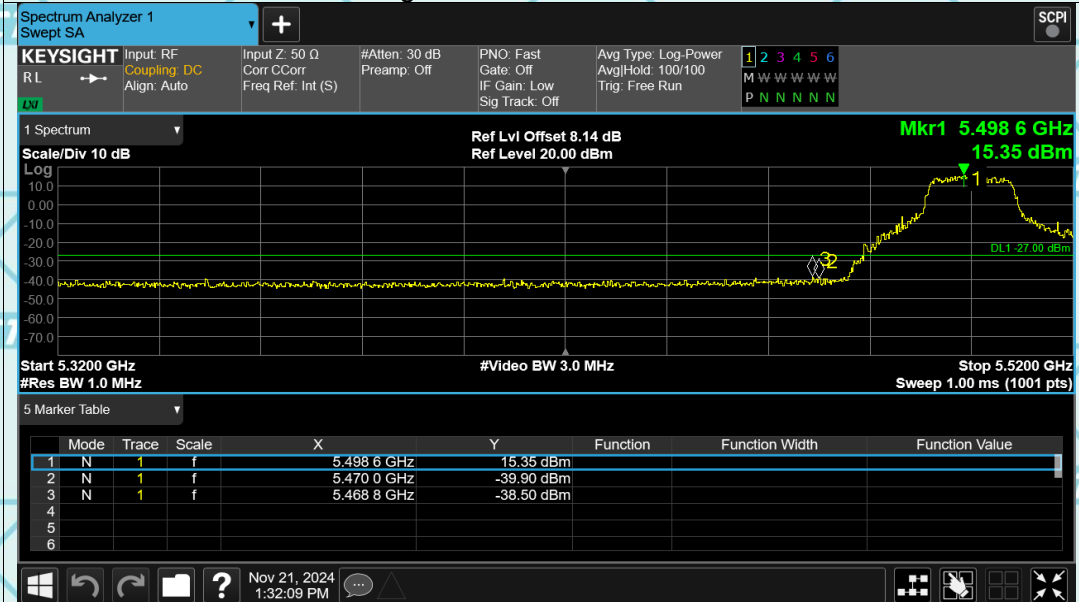 Spectrum Analyzer 1
Swept SA
+
SCPI
KEYSIGHT Input: RF Input Z: 50 Ω #Atten: 30 dB PNO: Fast Avg Type: Log-Power 1 2 3 4 5 6
R L Coupling: DC Corr CCorr Preamp: Off Gate: Off Avg|Hold: 100/100 M W W W W W
Align: Auto Freq Ref: Int (S) IF Gain: Low Trig: Free Run
LXI Sig Track: Off P N N N N N
1 Spectrum
Ref Lvl Offset 8.14 dB
Mkr1 5.498 6 GHz
Scale/Div 10 dB Ref Level 20.00 dBm 15.35 dBm
Log
10.0
1
0.00
-10.0
-20.0
DL1 -27.00 dBm
-30.0
3 2
-40.0
-50.0
-60.0
-70.0
Start 5.3200 GHz #Video BW 3.0 MHz Stop 5.5200 GHz
#Res BW 1.0 MHz Sweep 1.00 ms (1001 pts)
5 Marker Table
Mode Trace Scale X Y Function Function Width Function Value
1 N 1 f 5.498 6 GHz 15.35 dBm
2 N 1 f 5.470 0 GHz -39.90 dBm
3 N 1 f 5.468 8 GHz -38.50 dBm
4
5
6
? Nov 21, 2024
1:32:09 PM